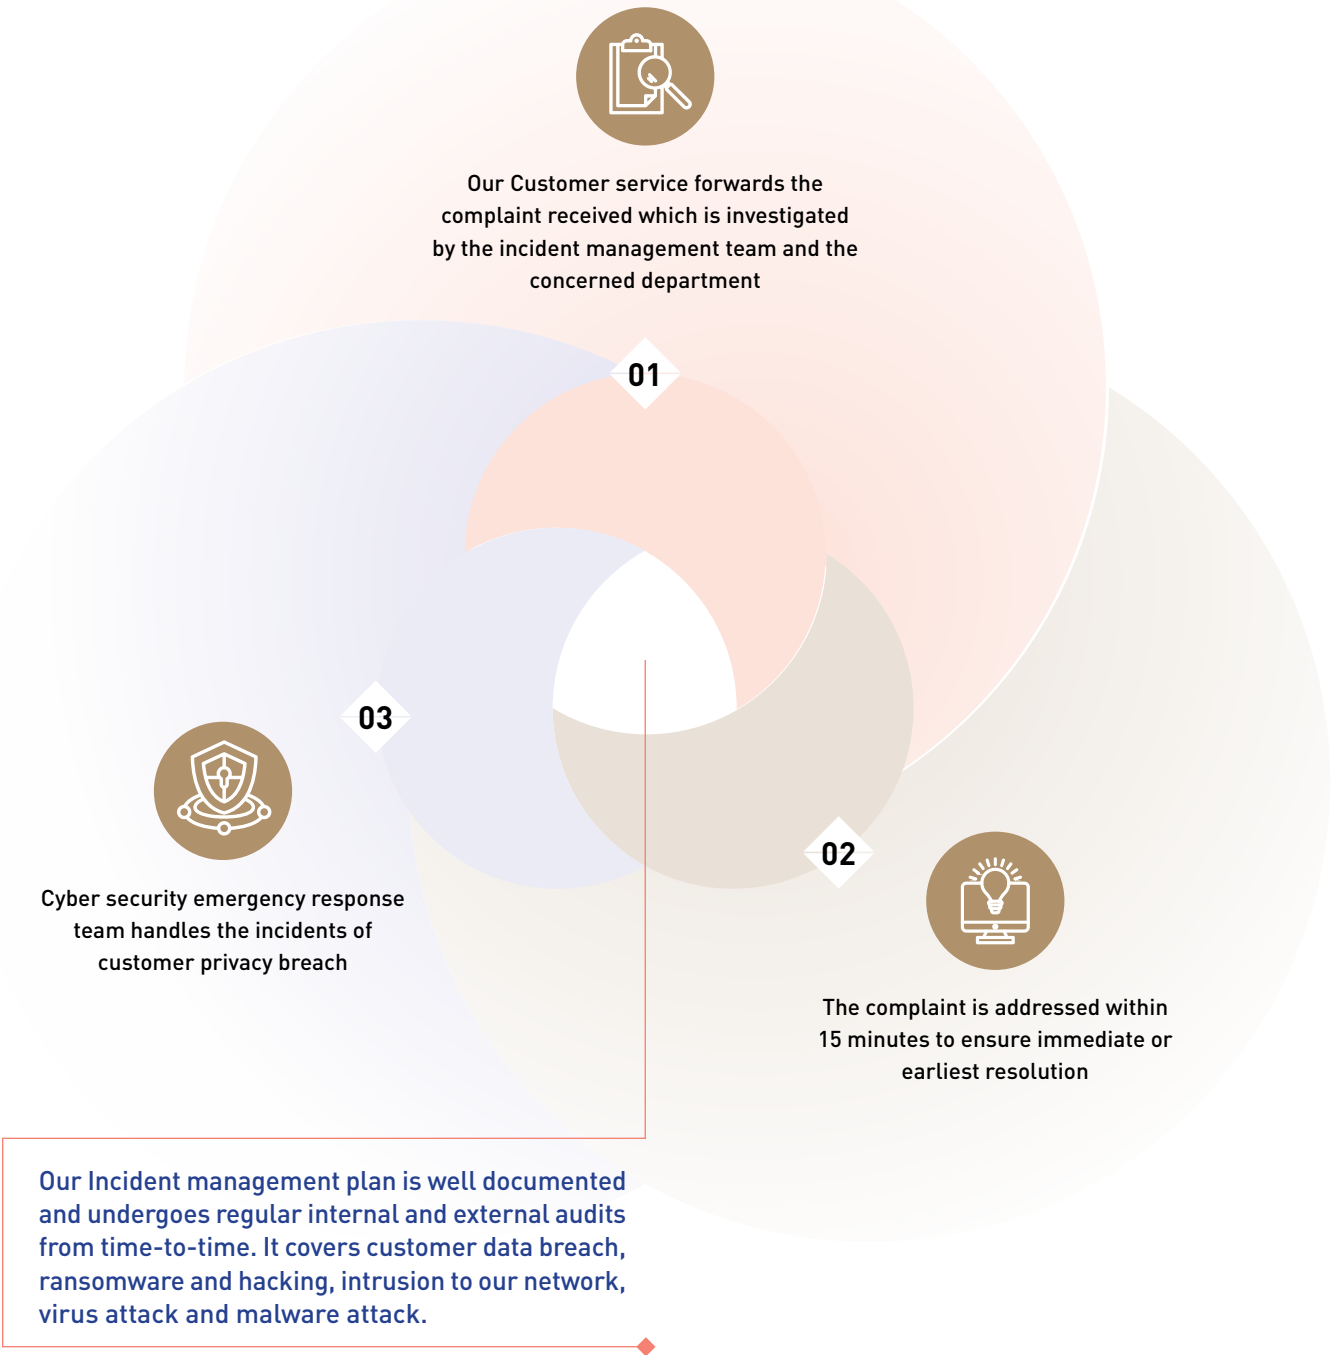 Our Customer service forwards the
complaint received which is investigated
by the incident management team and the
concerned department
01
02
The complaint is addressed within
15 minutes to ensure immediate or
earliest resolution
03
Cyber security emergency response
team handles the incidents of
customer privacy breach
Our Incident management plan is well documented
and undergoes regular internal and external audits
from time-to-time. It covers customer data breach,
ransomware and hacking, intrusion to our network,
virus attack and malware attack.